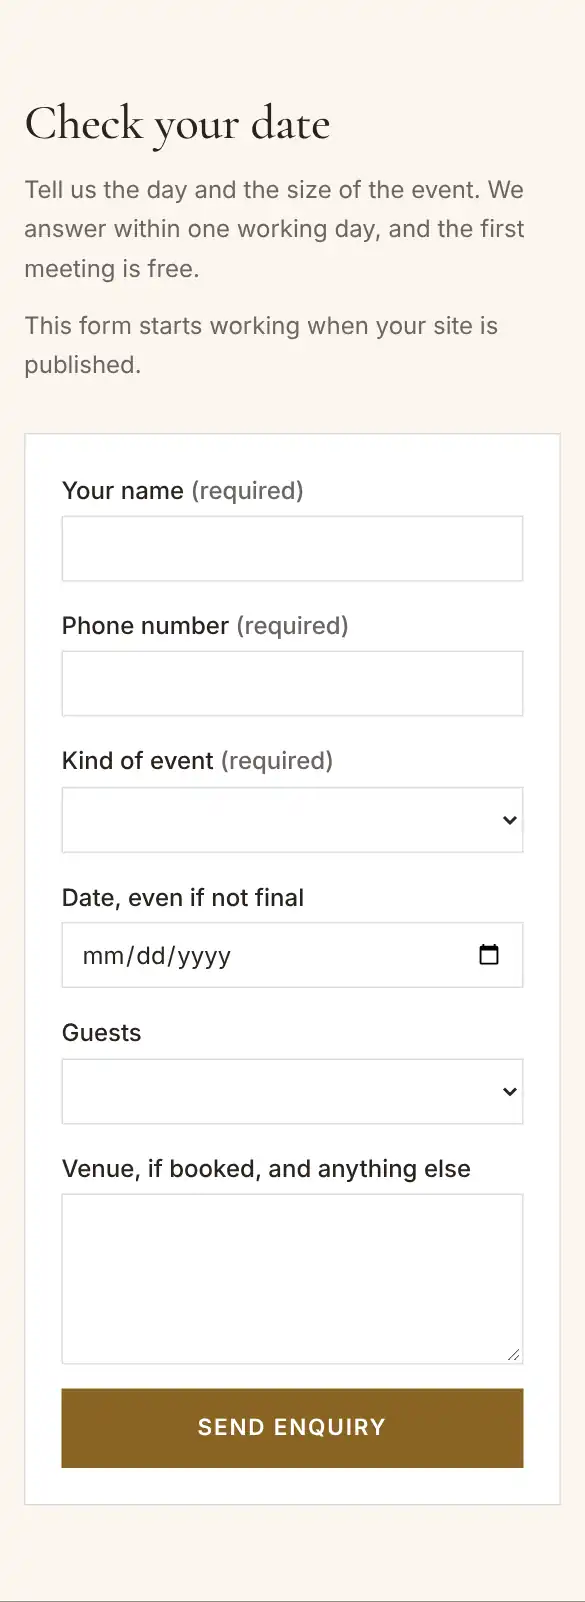 Check your date
Tell us the day and the size of the event. We
answer within one working day, and the first
meeting is free.
This form starts working when your site is
published.
Your name (required)
Phone number (required)
Kind of event (required)
Date, even if not final
mm/dd/yyyy
Guests
Venue, if booked, and anything else
SEND ENQUIRY